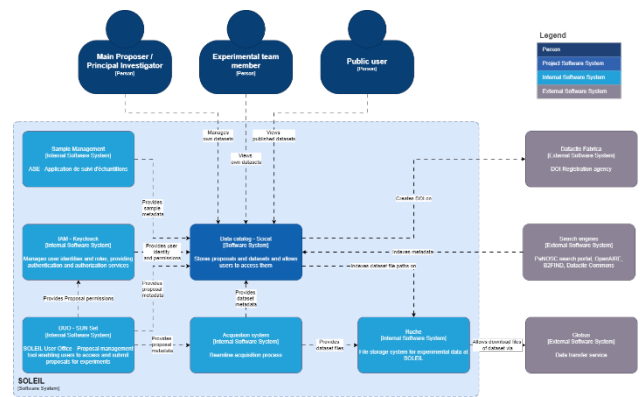 Main Proposer /
Principal Investigator
[Person]
Experimental team
member
[Person]
Public user
[Person]
Legend
Person
Project Software System
Internal Software System
External Software System
Manages
own datasets
Views
own datasets
Views
published datasets
Sample Management
[Internal Software System]
ASE - Application de suivi d'échantillons
Datacite Fabrica
[External Software System]
DOI Registration agency
Provides
sample
metadata
Creates DOI on
IAM - Keycloack
[Internal Software System]
Manages user identities and roles, providing
authentication and authorization services
Provides user
identity
and permissions
Data catalog - Scicat
[Software System]
Stores proposals and datasets and allows
users to access them
Indexes metadata
Search engines
[External Software System]
PaNOSC search portal, OpenAIRE,
B2FIND, Datacite Commons
Indexes dataset file paths on
Provides
proposal
metadata
Provides Proposal permissions
Provides
dataset
metadata
DUO - SUN Set
[Internal Software System]
SOLEIL User Office - Proposal management
tool enabling users to access and submit
proposals for experiments
Provides
proposal
metadata
Acquisition system
[Internal Software System]
Beamline acquisition process
Provides
dataset files
Ruche
[Internal Software System]
File storage system for experimental data at
SOLEIL
Allows download files
of dataset via
Globus
[External Software System]
Data transfer service
SOLEIL
[Software System]